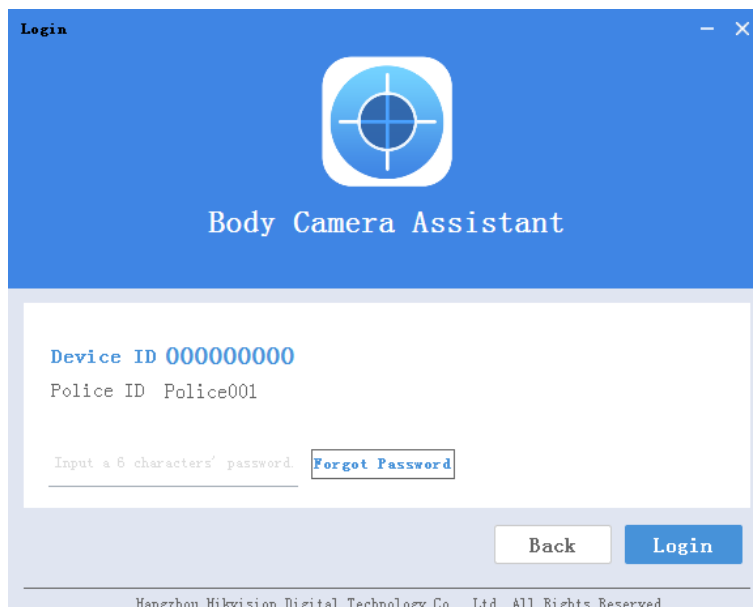 Login
Body Camera Assistant
Device ID 000000000
Police ID Police001
Input a 6 characters' password. Forgot Password
Back Login
Hangzhou Hikvision Digital Technology Co., Ltd. All Rights Reserved